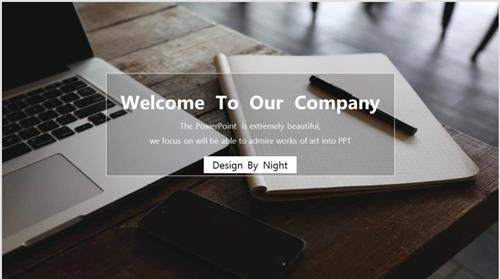 Welcome To Our Company
The PowerPoint is extremely beautiful,
we focus on will be able to admire works of art into PPT
Design By Night